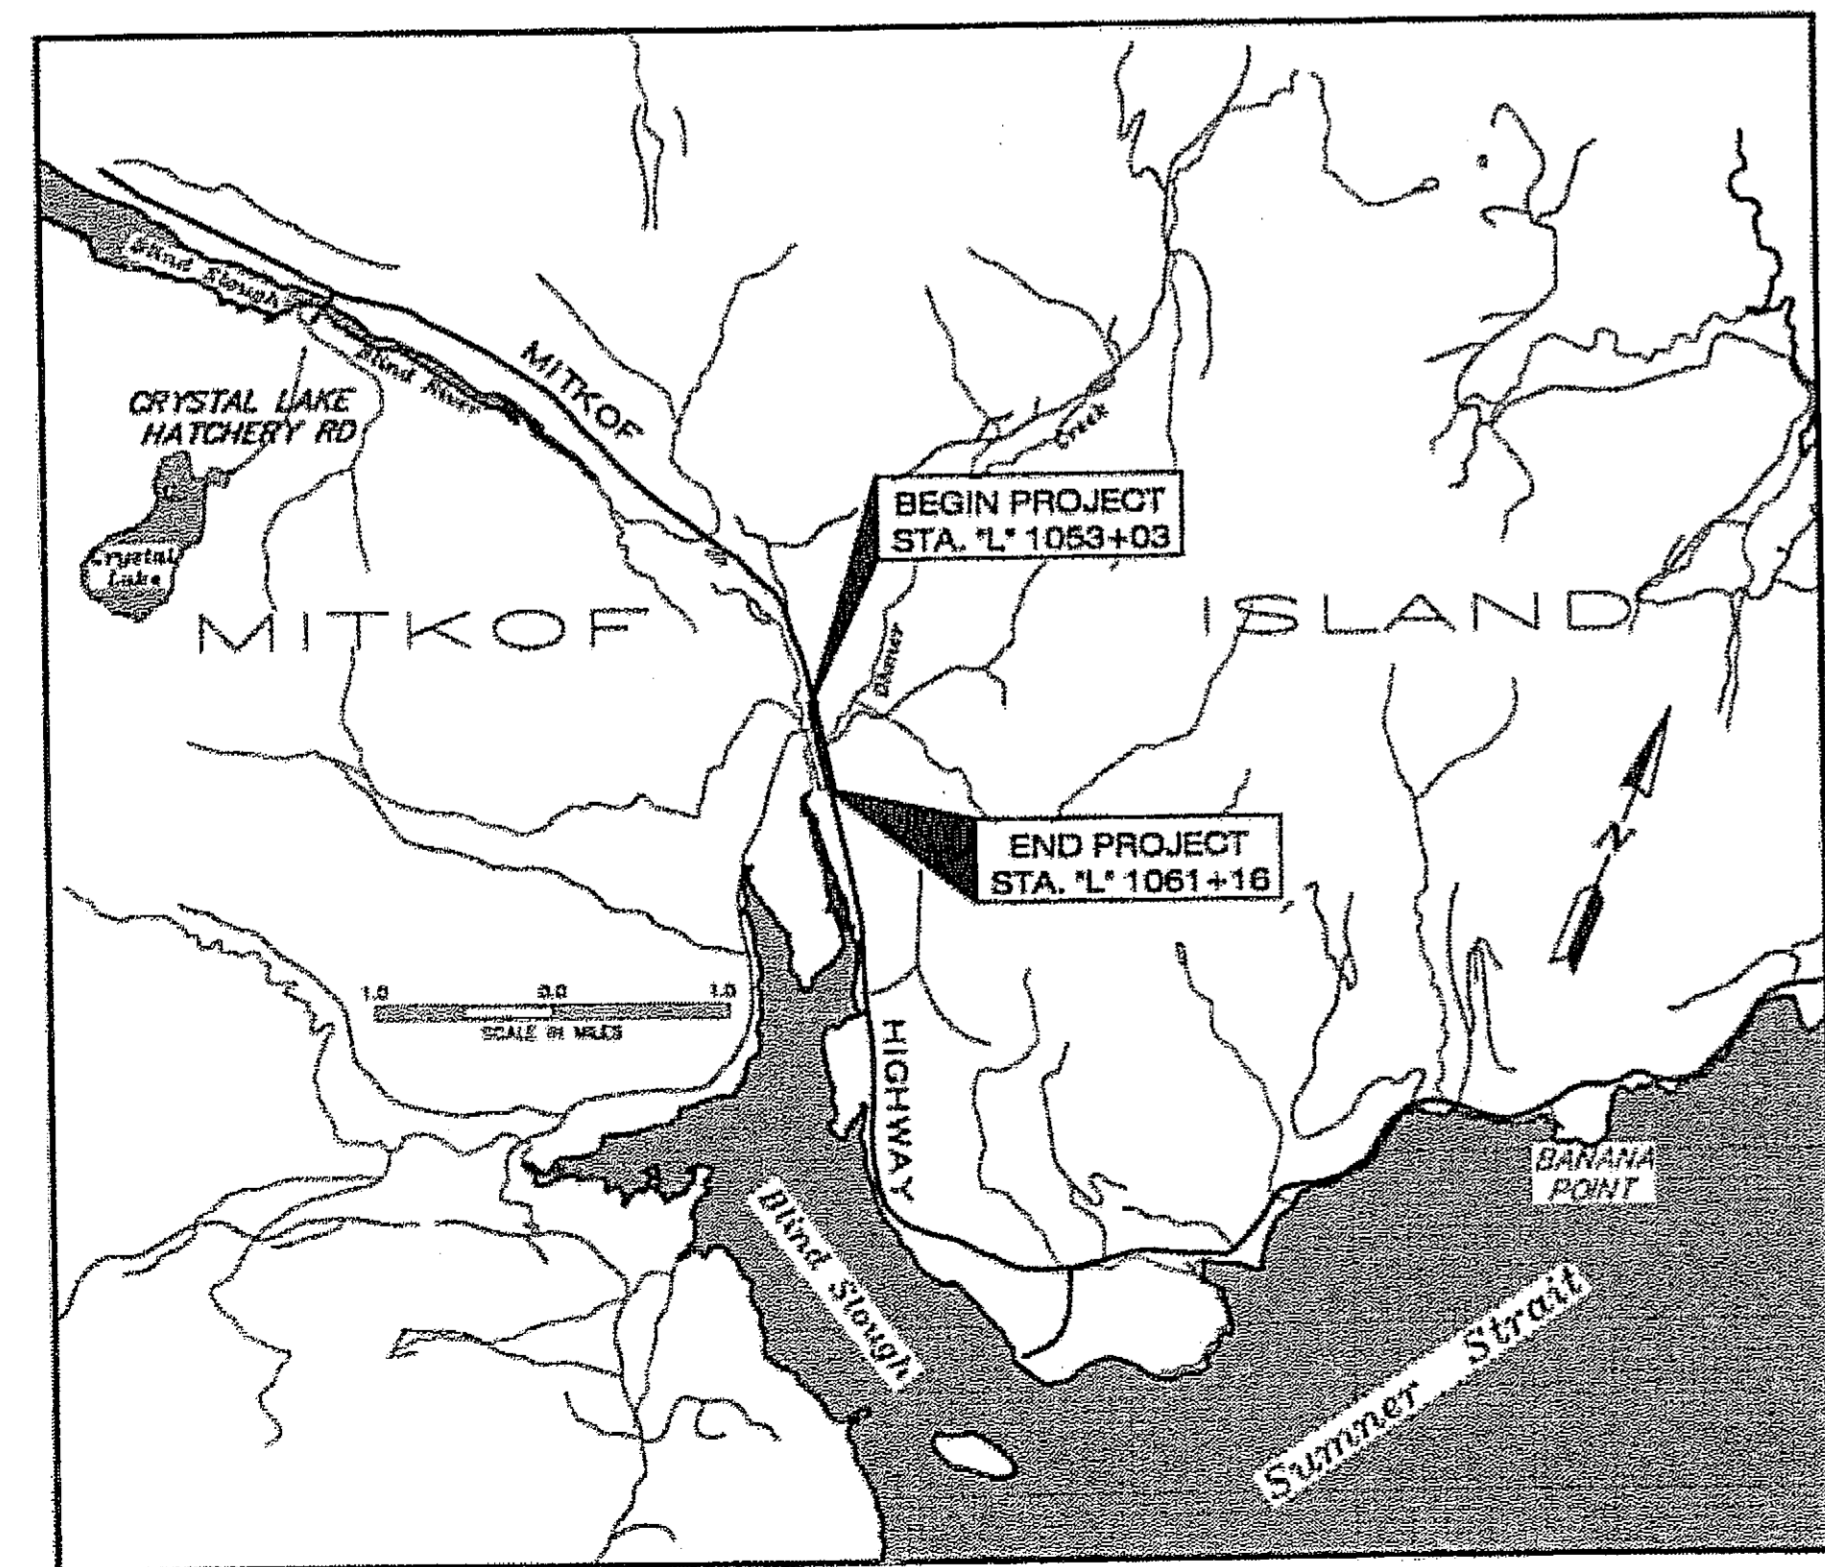 Blind Slough
Blind River
MITKOF
CRYSTAL LAKE
HATCHERY RD
Creek
BEGIN PROJECT
STA. "L" 1053+03
Crystal
Lake
MITKOF ISLAND
N
END PROJECT
STA. "L" 1061+16
1.0 0.0 1.0
SCALE IN MILES
HIGHWAY
BANANA
POINT
Blind Slough
Sumner Strait